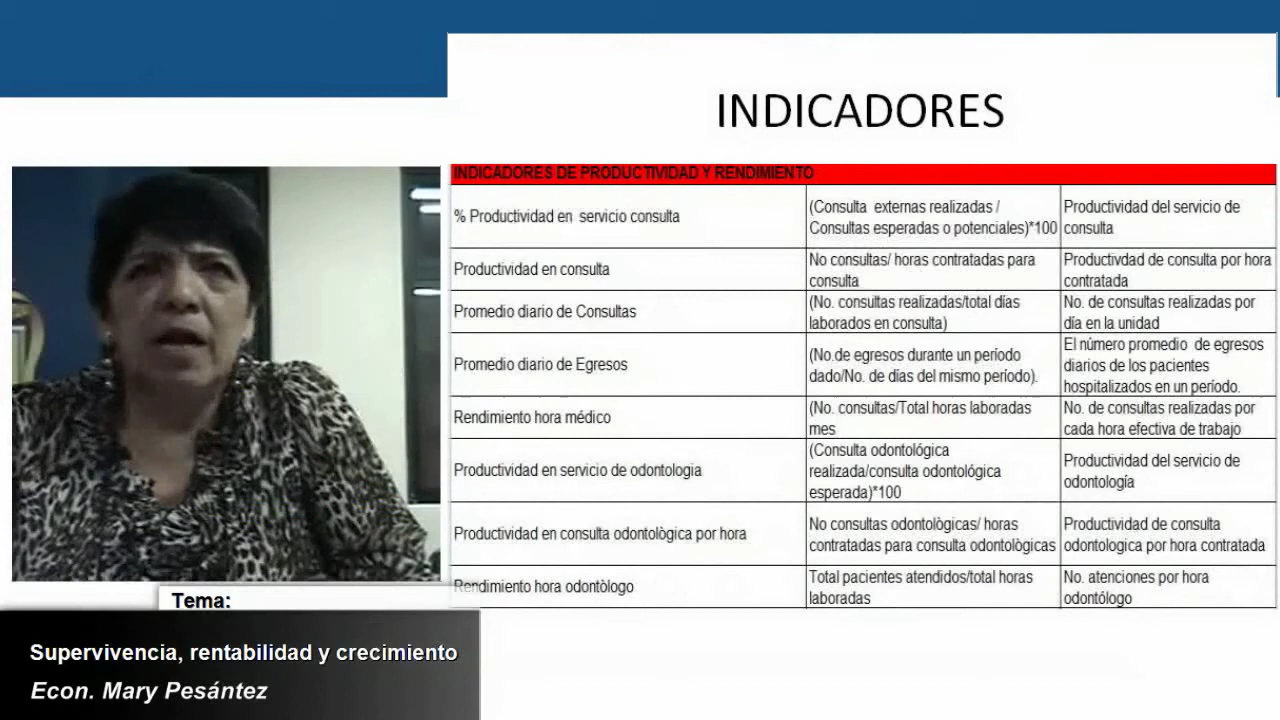 INDICADORES
INDICADORES DE PRODUCTIVIDAD Y RENDIMIENTO
% Productividad en servicio consulta
(Consulta externas realizadas /
Consultas esperadas o potenciales)*100
Productividad del servicio de
consulta
Productividad en consulta
No consultas/ horas contratadas para
consulta
Productivdad de consulta por hora
contratada
Promedio diario de Consultas
(No. consultas realizadas/total días
laborados en consulta)
No. de consultas realizadas por
día en la unidad
Promedio diario de Egresos
(No.de egresos durante un período
dado/No. de días del mismo período).
El número promedio de egresos
diarios de los pacientes
hospitalizados en un período.
Rendimiento hora médico
(No. consultas/Total horas laboradas
mes
No. de consultas realizadas por
cada hora efectiva de trabajo
Productividad en servicio de odontologia
(Consulta odontológica
realizada/consulta odontológica
esperada)*100
Productividad del servicio de
odontología
Productividad en consulta odontològica por hora
No consultas odontològicas/ horas
contratadas para consulta odontològicas
Productividad de consulta
odontologica por hora contratada
Rendimiento hora odontòlogo
Total pacientes atendidos/total horas
laboradas
No. atenciones por hora
odontólogo
Tema:
Supervivencia, rentabilidad y crecimiento
Econ. Mary Pesántez